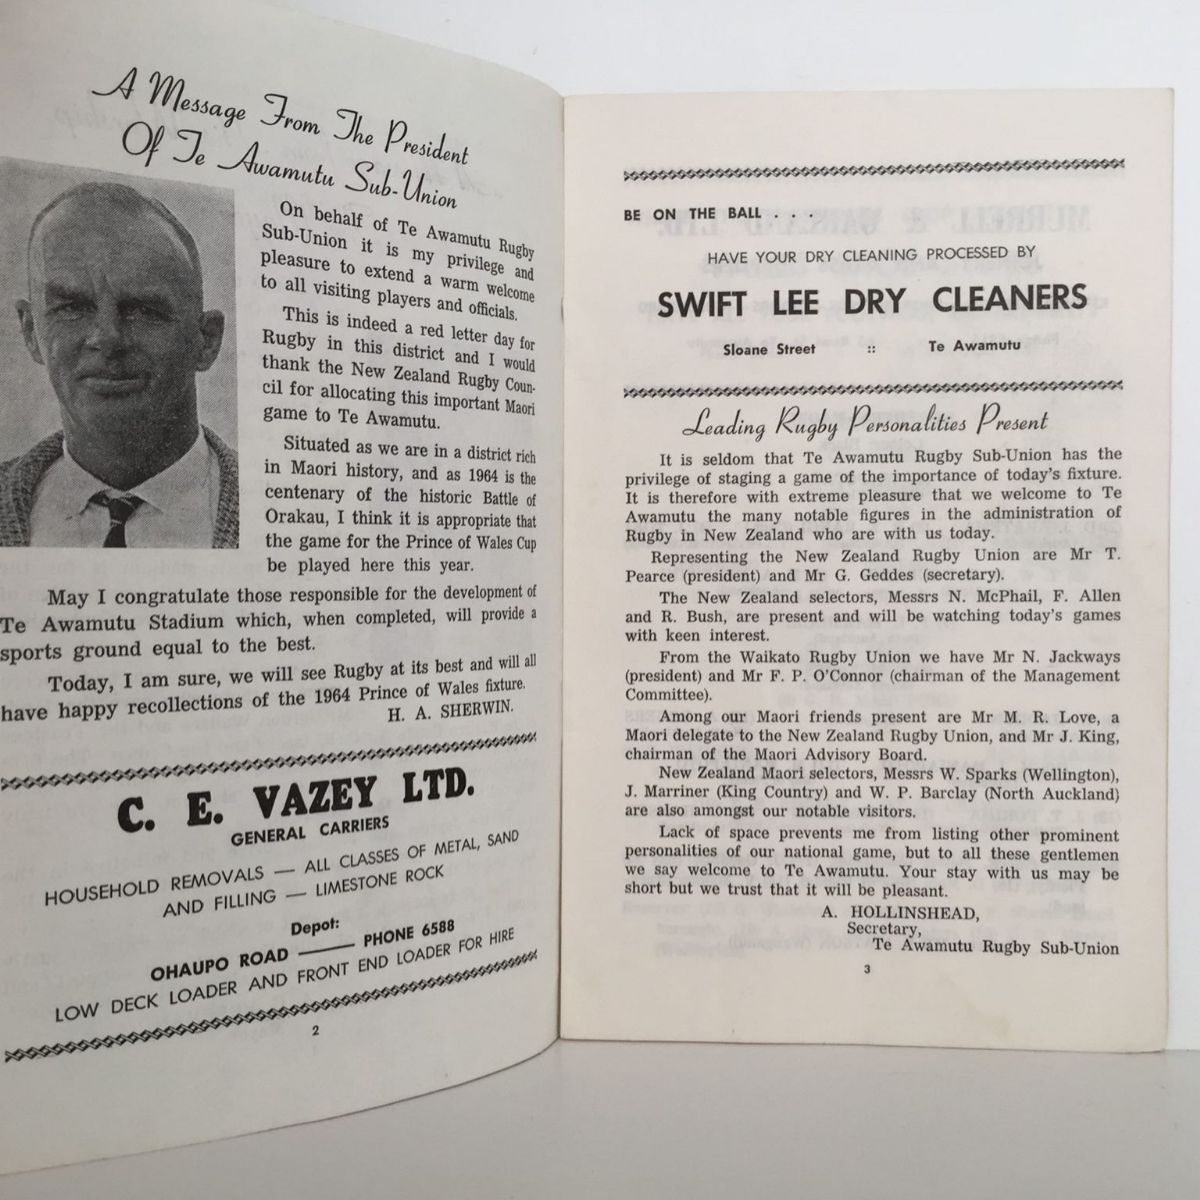 A Message From The President
Of Te Awamutu Sub-Union
On behalf of Te Awamutu Rugby
Sub-Union it is my privilege and
pleasure to extend a warm welcome
to all visiting players and officials.
This is indeed a red letter day for
Rugby in this district and I would
thank the New Zealand Rugby Coun-
cil for allocating this important Maori
game to Te Awamutu.
Situated as we are in a district rich
in Maori history, and as 1964 is the
centenary of the historic Battle of
Orakau, I think it is appropriate that
the game for the Prince of Wales Cup
be played here this year.
May I congratulate those responsible for the development of
Te Awamutu Stadium which, when completed, will provide a
sports ground equal to the best.
Today, I am sure, we will see Rugby at its best and will all
have happy recollections of the 1964 Prince of Wales fixture.
H. A. SHERWIN.
C. E. VAZEY LTD.
GENERAL CARRIERS
HOUSEHOLD REMOVALS — ALL CLASSES OF METAL, SAND
AND FILLING — LIMESTONE ROCK
Depot:
OHAUPO ROAD —— PHONE 6588
LOW DECK LOADER AND FRONT END LOADER FOR HIRE
2
BE ON THE BALL . . .
HAVE YOUR DRY CLEANING PROCESSED BY
SWIFT LEE DRY CLEANERS
Sloane Street :: Te Awamutu
Leading Rugby Personalities Present
It is seldom that Te Awamutu Rugby Sub-Union has the
privilege of staging a game of the importance of today's fixture.
It is therefore with extreme pleasure that we welcome to Te
Awamutu the many notable figures in the administration of
Rugby in New Zealand who are with us today.
Representing the New Zealand Rugby Union are Mr T.
Pearce (president) and Mr G. Geddes (secretary).
The New Zealand selectors, Messrs N. McPhail, F. Allen
and R. Bush, are present and will be watching today's games
with keen interest.
From the Waikato Rugby Union we have Mr N. Jackways
(president) and Mr F. P. O'Connor (chairman of the Management
Committee).
Among our Maori friends present are Mr M. R. Love, a
Maori delegate to the New Zealand Rugby Union, and Mr J. King,
chairman of the Maori Advisory Board.
New Zealand Maori selectors, Messrs W. Sparks (Wellington),
J. Marriner (King Country) and W. P. Barclay (North Auckland)
are also amongst our notable visitors.
Lack of space prevents me from listing other prominent
personalities of our national game, but to all these gentlemen
we say welcome to Te Awamutu. Your stay with us may be
short but we trust that it will be pleasant.
A. HOLLINSHEAD,
Secretary,
Te Awamutu Rugby Sub-Union
3